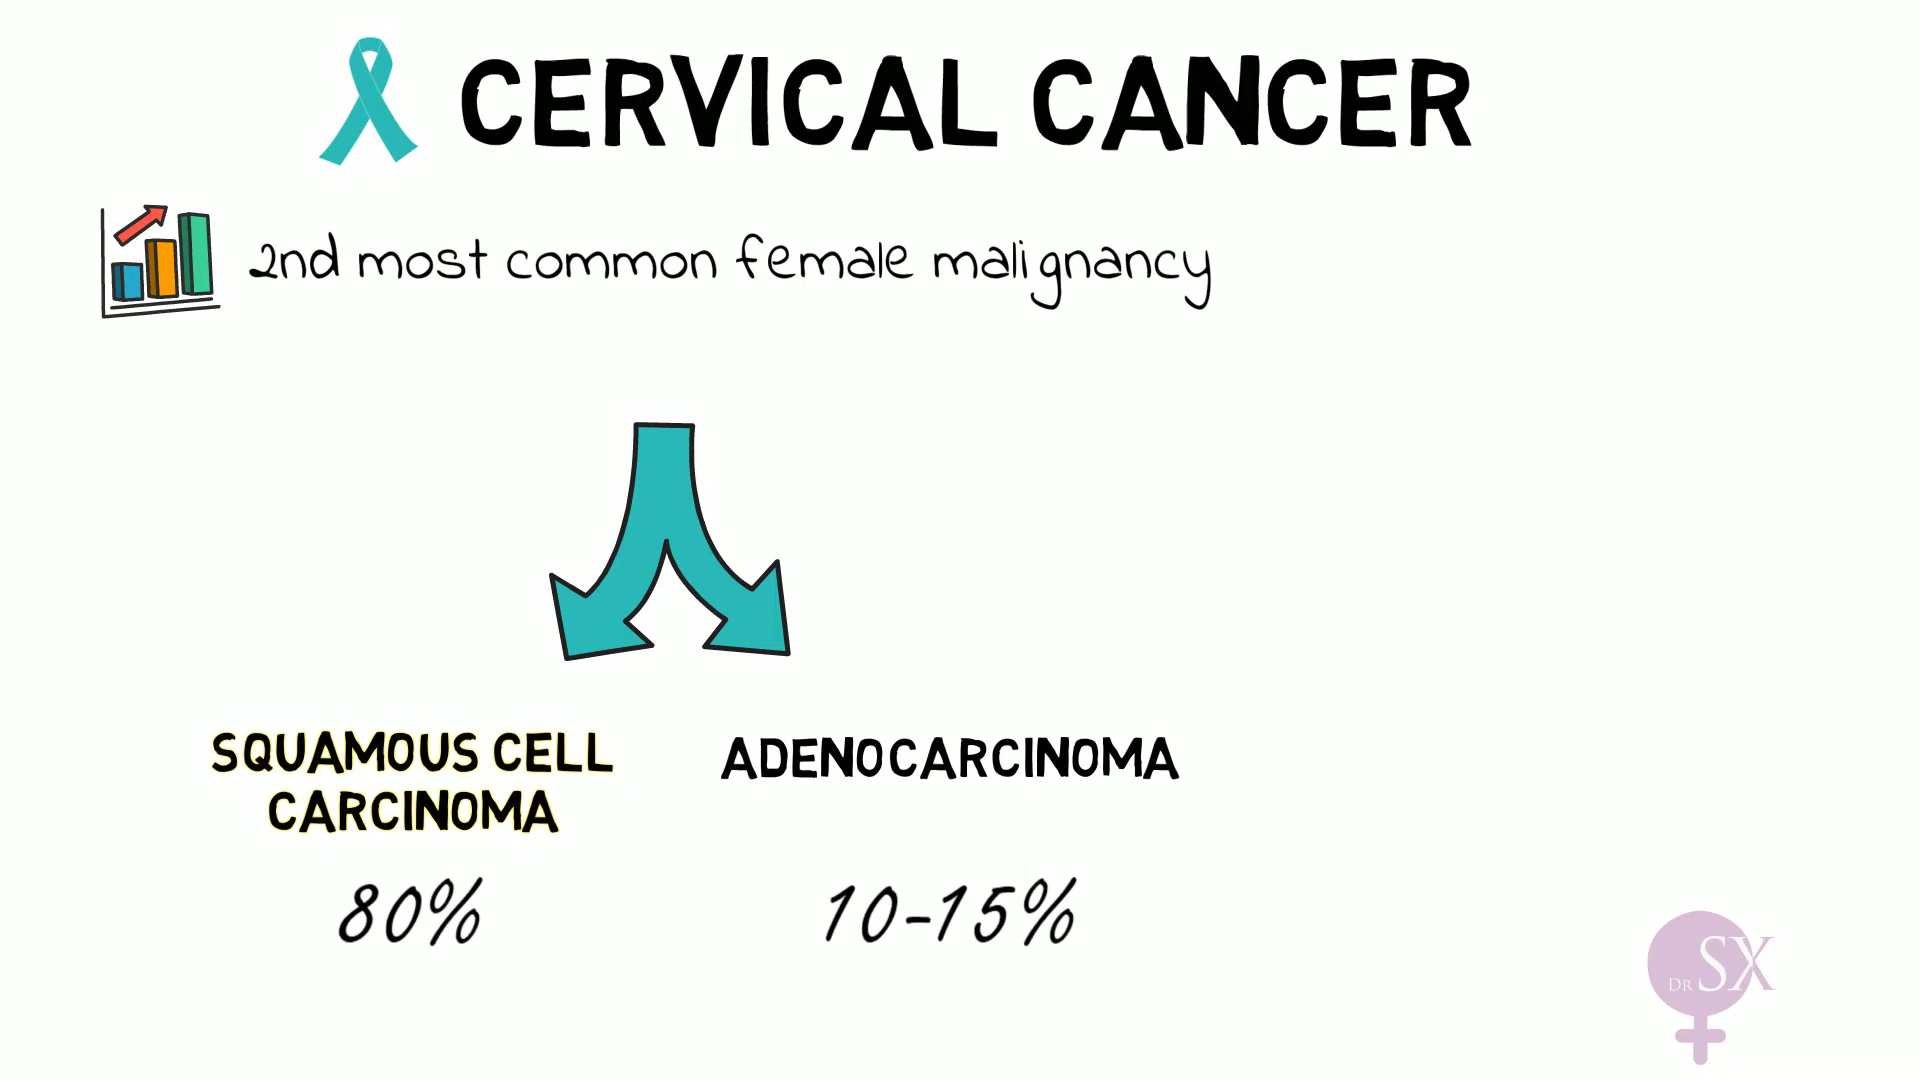 CERVICAL CANCER
2nd most common female malignancy
SQUAMOUS CELL
CARCINOMA
ADENOCARCINOMA
80%
10-15%
DR SX